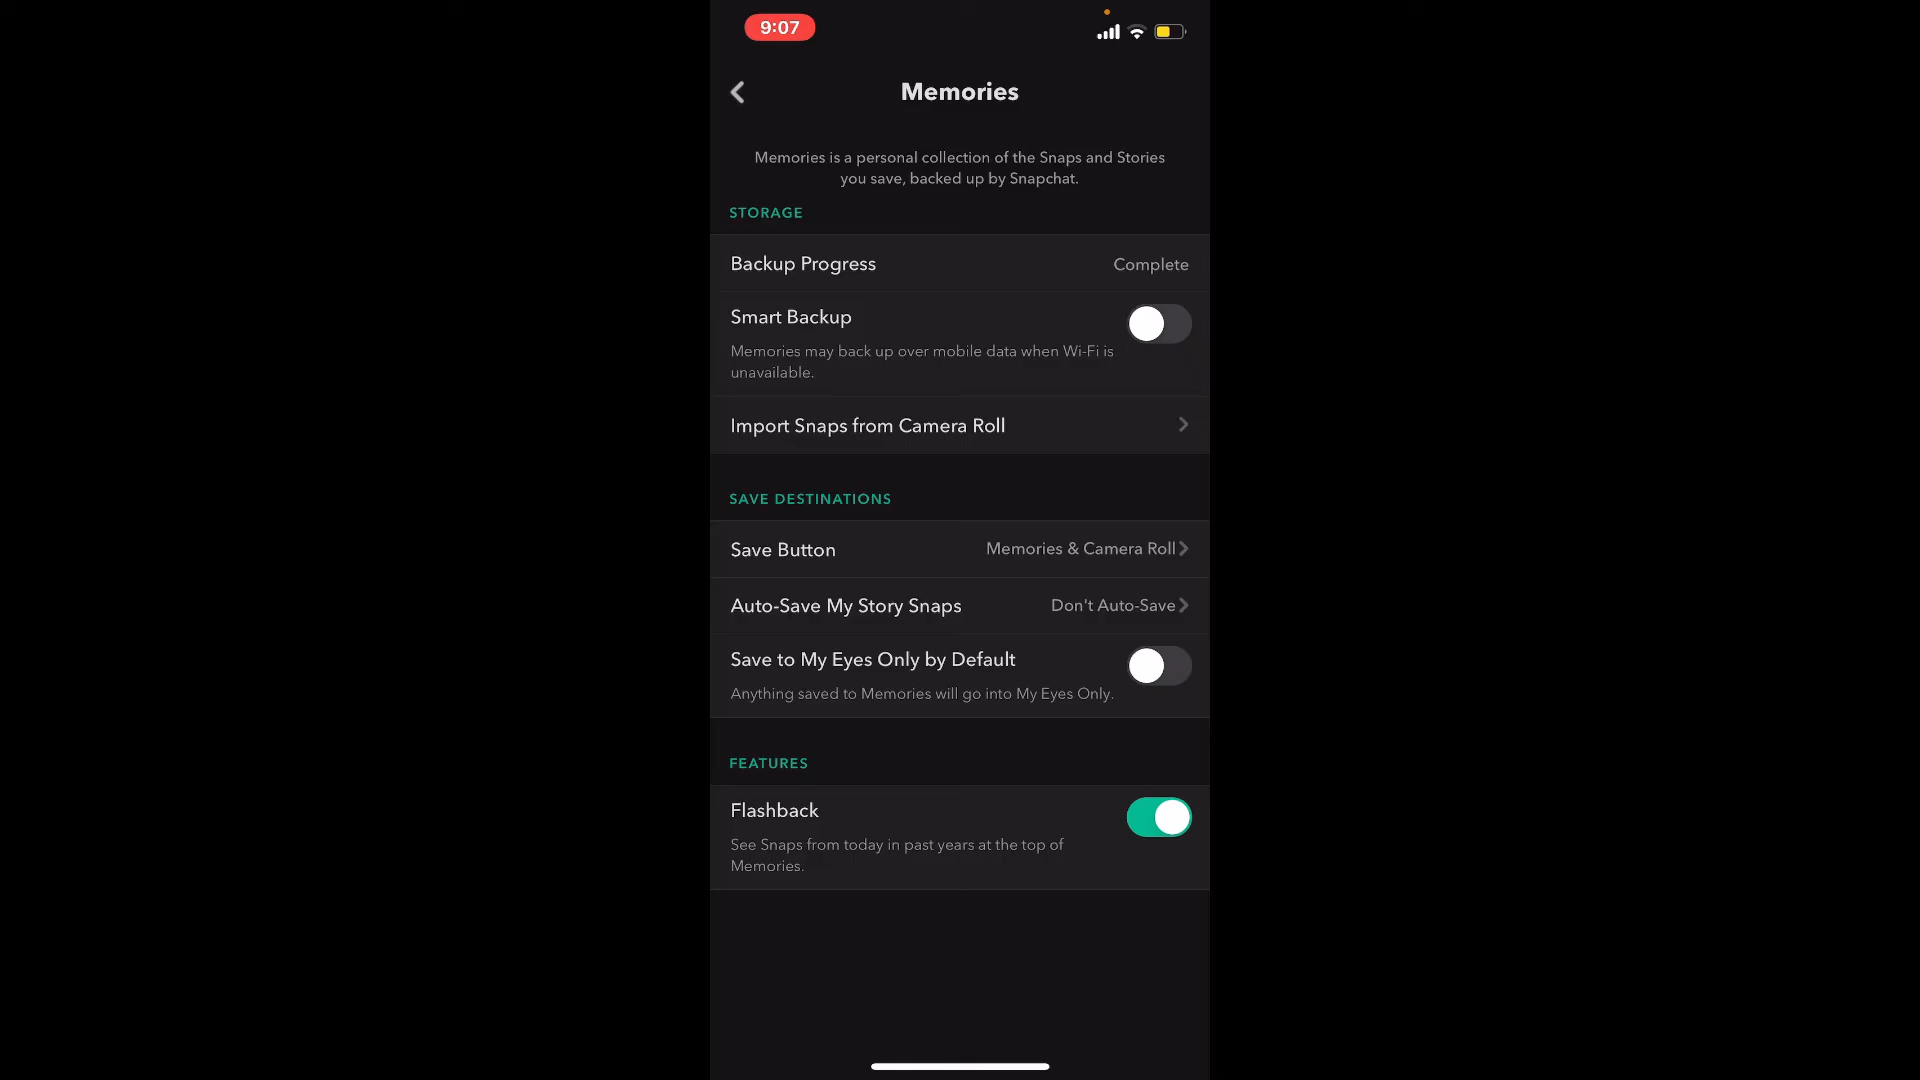 9:07
Memories
Memories is a personal collection of the Snaps and Stories
you save, backed up by Snapchat.
STORAGE
Backup Progress Complete
Smart Backup
Memories may back up over mobile data when Wi-Fi is
unavailable.
Import Snaps from Camera Roll
SAVE DESTINATIONS
Save Button Memories & Camera Roll
Auto-Save My Story Snaps Don't Auto-Save
Save to My Eyes Only by Default
Anything saved to Memories will go into My Eyes Only.
FEATURES
Flashback
See Snaps from today in past years at the top of
Memories.